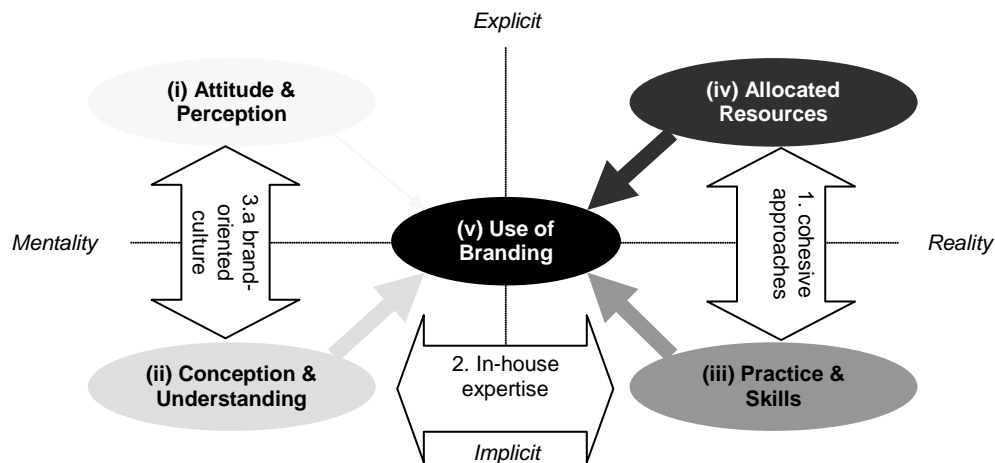 Explicit
(i) Attitude &
Perception
(iv) Allocated
Resources
3.a brand-
oriented
culture
1. cohesive
approaches
Mentality
(v) Use of
Branding
Reality
(ii) Conception &
Understanding
2. In-house
expertise
(iii) Practice &
Skills
Implicit